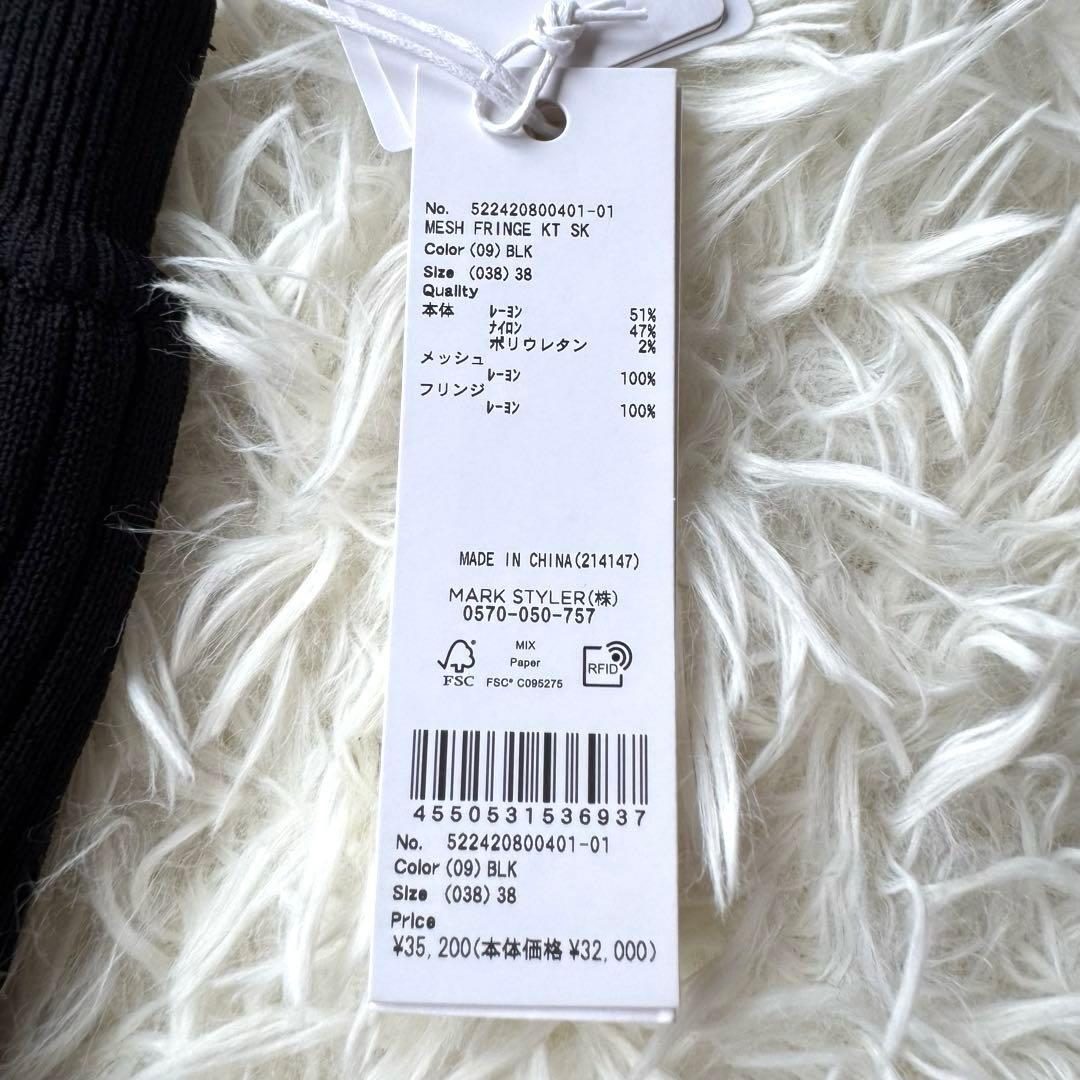 No. 522420800401-01
MESH FRINGE KT SK
Color (09) BLK
Size (038) 38
Quality
本体 ﾚｰﾖﾝ 51%
ﾅｲﾛﾝ 47%
ポリウレタン 2%
メッシュ
ﾚｰﾖﾝ 100%
フリンジ
ﾚｰﾖﾝ 100%
MADE IN CHINA(214147)
MARK STYLER(株)
0570-050-757
FSC
MIX
Paper
FSC® C095275
RFID
4550531536937
No. 522420800401-01
Color (09) BLK
Size (038) 38
Price
¥35,200(本体価格 ¥32,000)